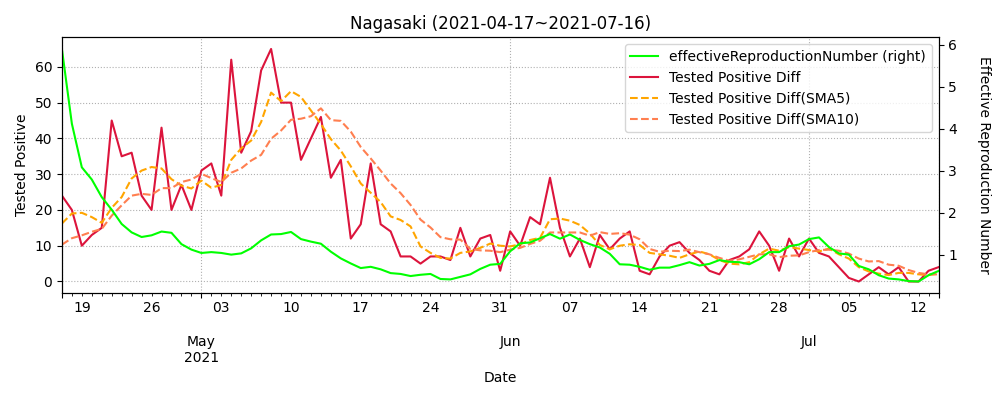 Nagasaki (2021-04-17~2021-07-16)
effectiveReproductionNumber (right)
Tested Positive Diff
Tested Positive Diff(SMA5)
Tested Positive Diff(SMA10)
Tested Positive
60
50
40
30
20
10
0
6
5
4
3
2
1
Effective Reproduction Number
19 26 03 10 17 24 31 07 14 21 28 05 12
May Jun Jul
2021
Date